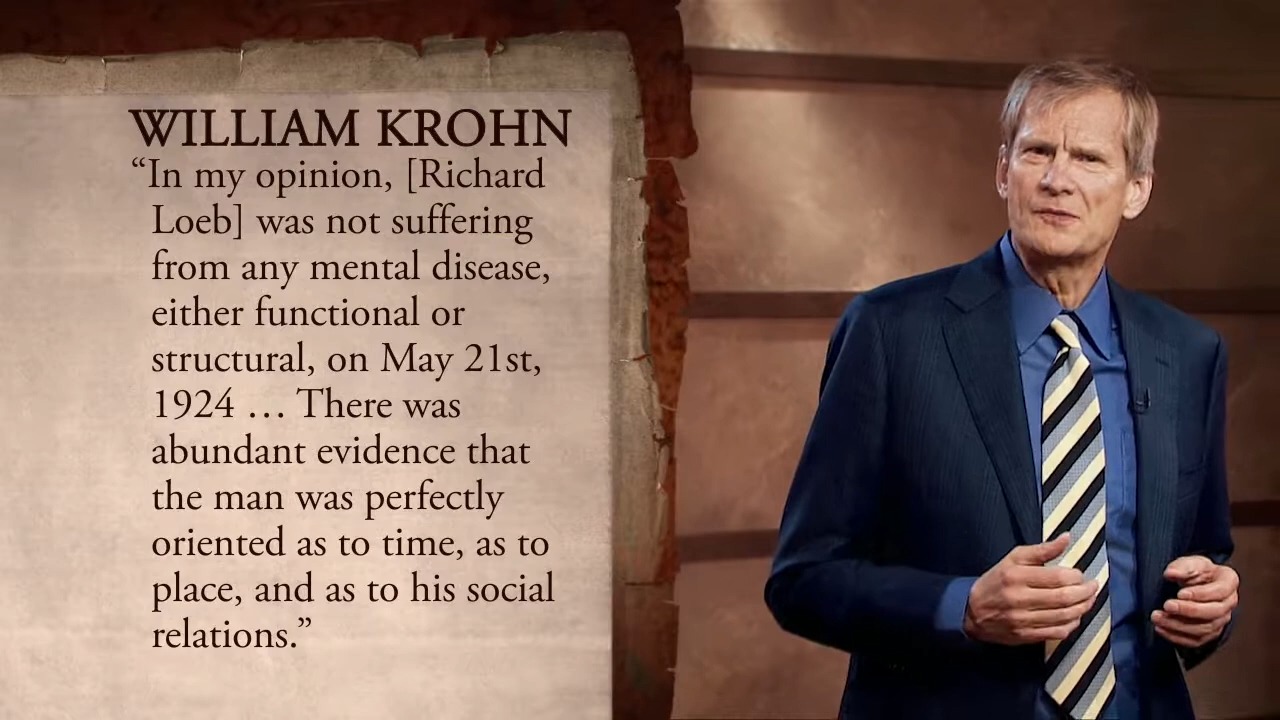 WILLIAM KROHN
“In my opinion, [Richard
Loeb] was not suffering
from any mental disease,
either functional or
structural, on May 21st,
1924 … There was
abundant evidence that
the man was perfectly
oriented as to time, as to
place, and as to his social
relations.”